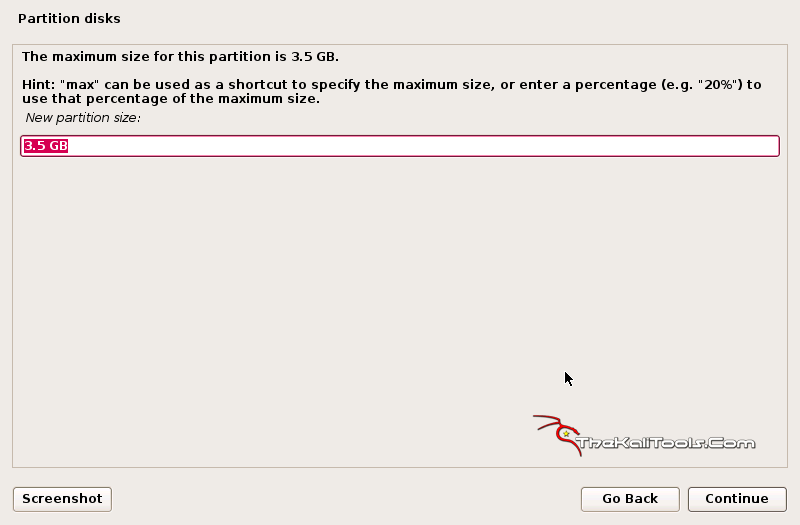 Partition disks
The maximum size for this partition is 3.5 GB.
Hint: "max" can be used as a shortcut to specify the maximum size, or enter a percentage (e.g. "20%") to
use that percentage of the maximum size.
New partition size:
3.5 GB
TheKaliTools.Com
Screenshot
Go Back
Continue